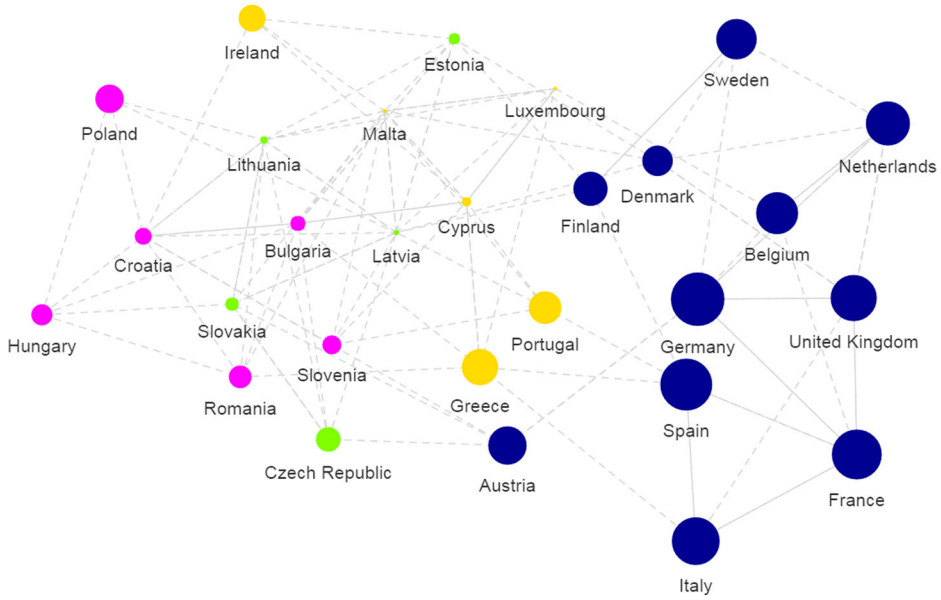 Ireland
Estonia
Sweden
Poland
Luxembourg
Malta
Netherlands
Lithuania
Denmark
Finland
Cyprus
Bulgaria
Latvia
Belgium
Croatia
Hungary
Slovakia
Portugal
Germany
United Kingdom
Slovenia
Romania
Greece
Spain
Czech Republic
Austria
France
Italy